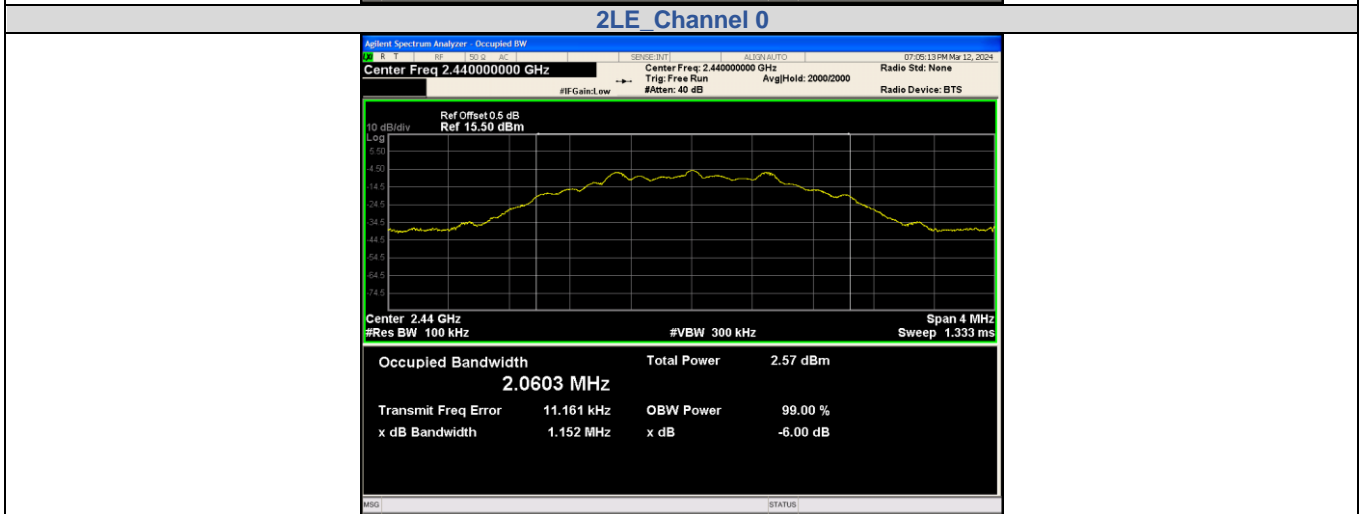 2LE_Channel 0
Agilent Spectrum Analyzer - Occupied BW
R T RF 50 Ω AC SENSE:INT ALIGN AUTO 07:05:13 PM Mar 12, 2024
Center Freq 2.440000000 GHz Center Freq: 2.440000000 GHz Radio Std: None
Trig: Free Run Avg|Hold: 2000/2000
#IFGain:Low #Atten: 40 dB Radio Device: BTS
Ref Offset 0.5 dB
10 dB/div Ref 15.50 dBm
Log
5.50
-4.50
-14.5
-24.5
-34.5
-44.5
-54.5
-64.5
-74.5
Center 2.44 GHz Span 4 MHz
#Res BW 100 kHz #VBW 300 kHz Sweep 1.333 ms
Occupied Bandwidth Total Power 2.57 dBm
2.0603 MHz
Transmit Freq Error 11.161 kHz OBW Power 99.00 %
x dB Bandwidth 1.152 MHz x dB -6.00 dB
MSG STATUS